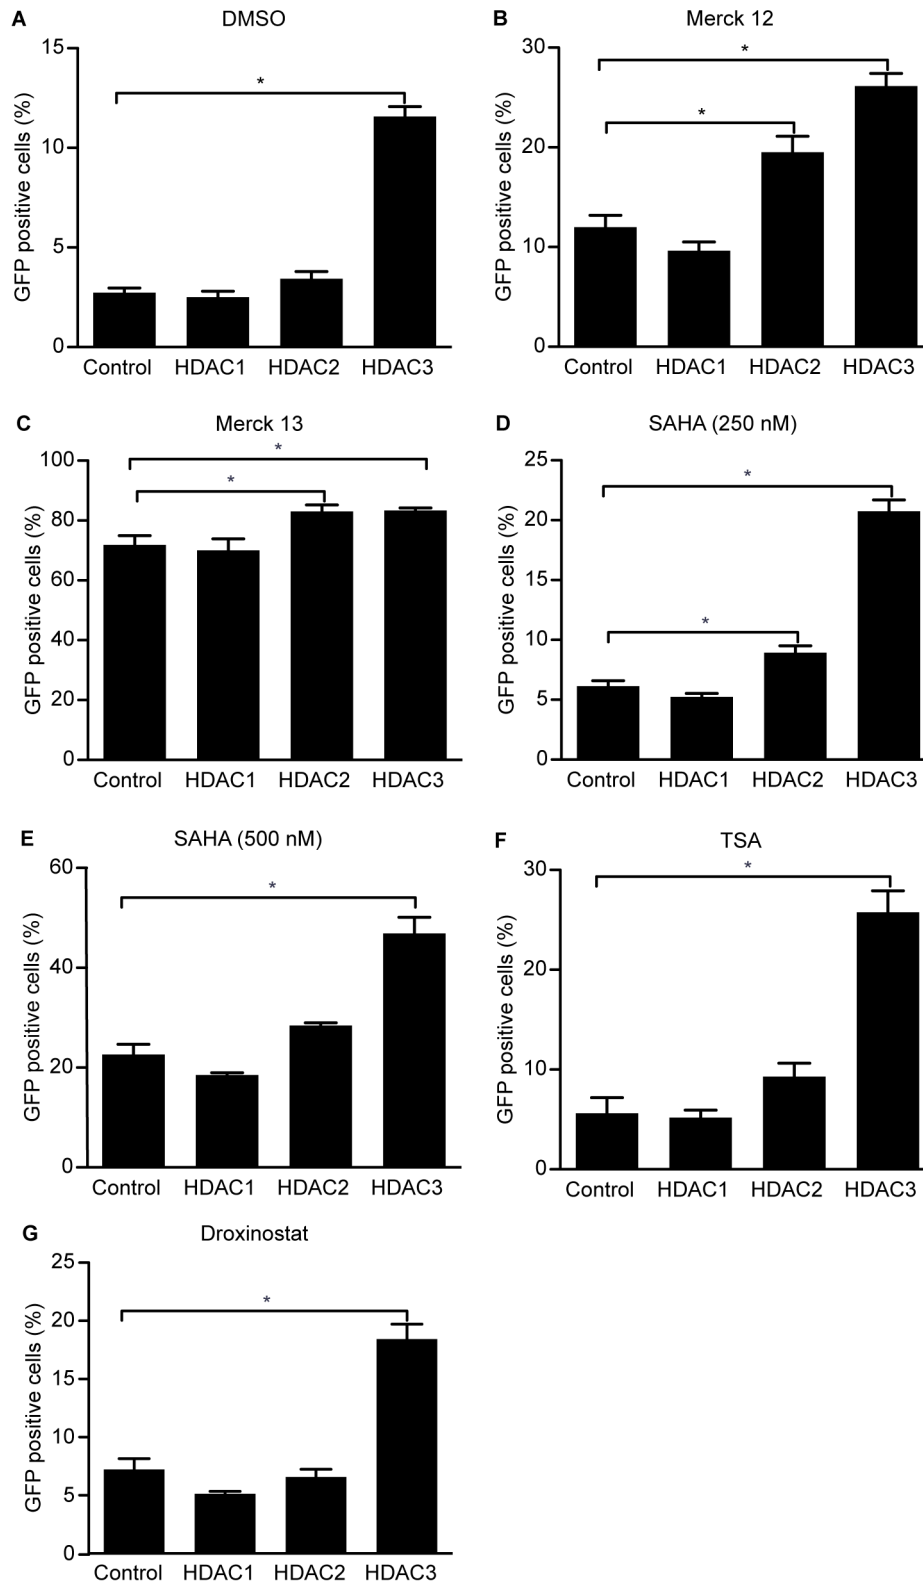 A
DMSO
GFP positive cells (%)
15
10
5
0
*
Control HDAC1 HDAC2 HDAC3
B
Merck 12
GFP positive cells (%)
30
20
10
0
*
*
Control HDAC1 HDAC2 HDAC3
C
Merck 13
GFP positive cells (%)
100
80
60
40
20
0
*
*
Control HDAC1 HDAC2 HDAC3
D
SAHA (250 nM)
GFP positive cells (%)
25
20
15
10
5
0
*
*
Control HDAC1 HDAC2 HDAC3
E
SAHA (500 nM)
GFP positive cells (%)
60
40
20
0
*
Control HDAC1 HDAC2 HDAC3
F
TSA
GFP positive cells (%)
30
20
10
0
*
Control HDAC1 HDAC2 HDAC3
G
Droxinostat
GFP positive cells (%)
25
20
15
10
5
0
*
Control HDAC1 HDAC2 HDAC3